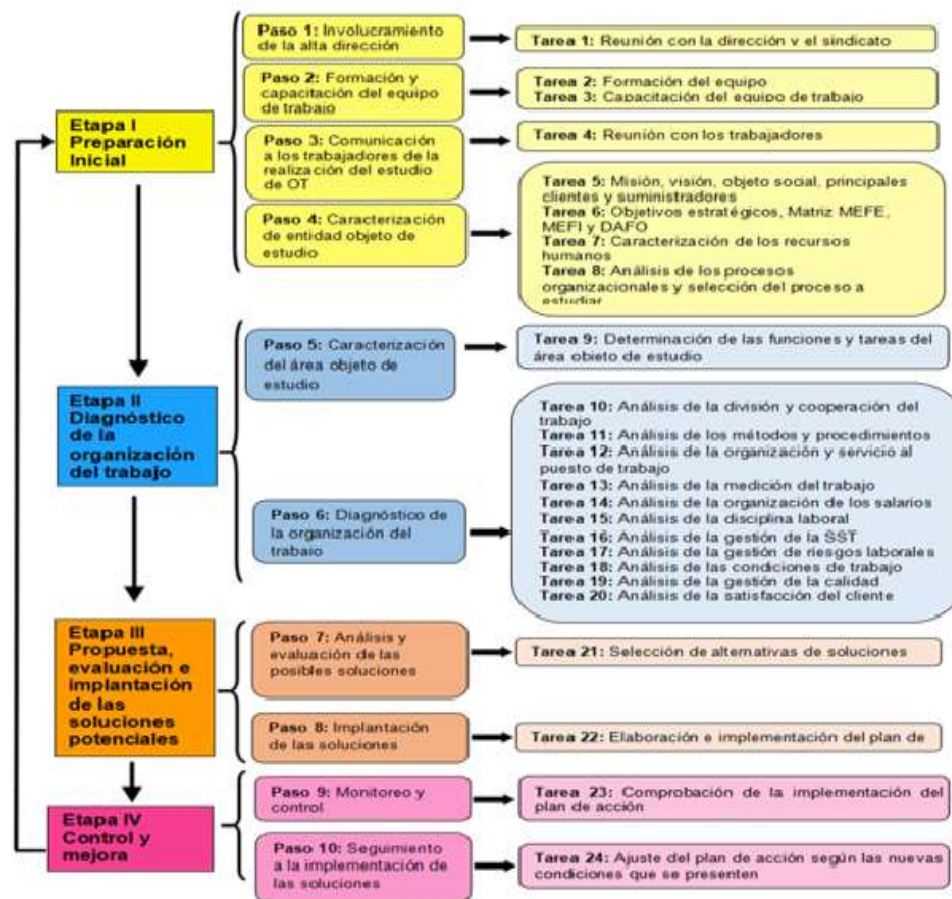 Etapa I
Preparación
Inicial
Paso 1: Involucramiento
de la alta dirección
Tarea 1: Reunión con la dirección y el sindicato
Paso 2: Formación y
capacitación del equipo
de trabajo
Tarea 2: Formación del equipo
Tarea 3: Capacitación del equipo de trabajo
Paso 3: Comunicación
a los trabajadores de la
realización del estudio
de OT
Tarea 4: Reunión con los trabajadores
Paso 4: Caracterización
de entidad objeto de
estudio
Tarea 5: Misión, visión, objeto social, principales
clientes y suministradores
Tarea 6: Objetivos estratégicos, Matriz MEFE,
MEFI y DAFO
Tarea 7: Caracterización de los recursos
humanos
Tarea 8: Análisis de los procesos
organizacionales y selección del proceso a
estudiar
Etapa II
Diagnóstico
de la
organización
del trabajo
Paso 5: Caracterización
del área objeto de
estudio
Tarea 9: Determinación de las funciones y tareas del
área objeto de estudio
Paso 6: Diagnóstico de
la organización del
trabajo
Tarea 10: Análisis de la división y cooperación del
trabajo
Tarea 11: Análisis de los métodos y procedimientos
Tarea 12: Análisis de la organización y servicio al
puesto de trabajo
Tarea 13: Análisis de la medición del trabajo
Tarea 14: Análisis de la organización de los salarios
Tarea 15: Análisis de la disciplina laboral
Tarea 16: Análisis de la gestión de la SST
Tarea 17: Análisis de la gestión de riesgos laborales
Tarea 18: Análisis de las condiciones de trabajo
Tarea 19: Análisis de la gestión de la calidad
Tarea 20: Análisis de la satisfacción del cliente
Etapa III
Propuesta,
evaluación e
implantación
de las
soluciones
potenciales
Paso 7: Análisis y
evaluación de las
posibles soluciones
Tarea 21: Selección de alternativas de soluciones
Paso 8: Implantación
de las soluciones
Tarea 22: Elaboración e implementación del plan de
Etapa IV
Control y
mejora
Paso 9: Monitoreo y
control
Tarea 23: Comprobación de la implementación del
plan de acción
Paso 10: Seguimiento
a la implementación de
las soluciones
Tarea 24: Ajuste del plan de acción según las nuevas
condiciones que se presenten